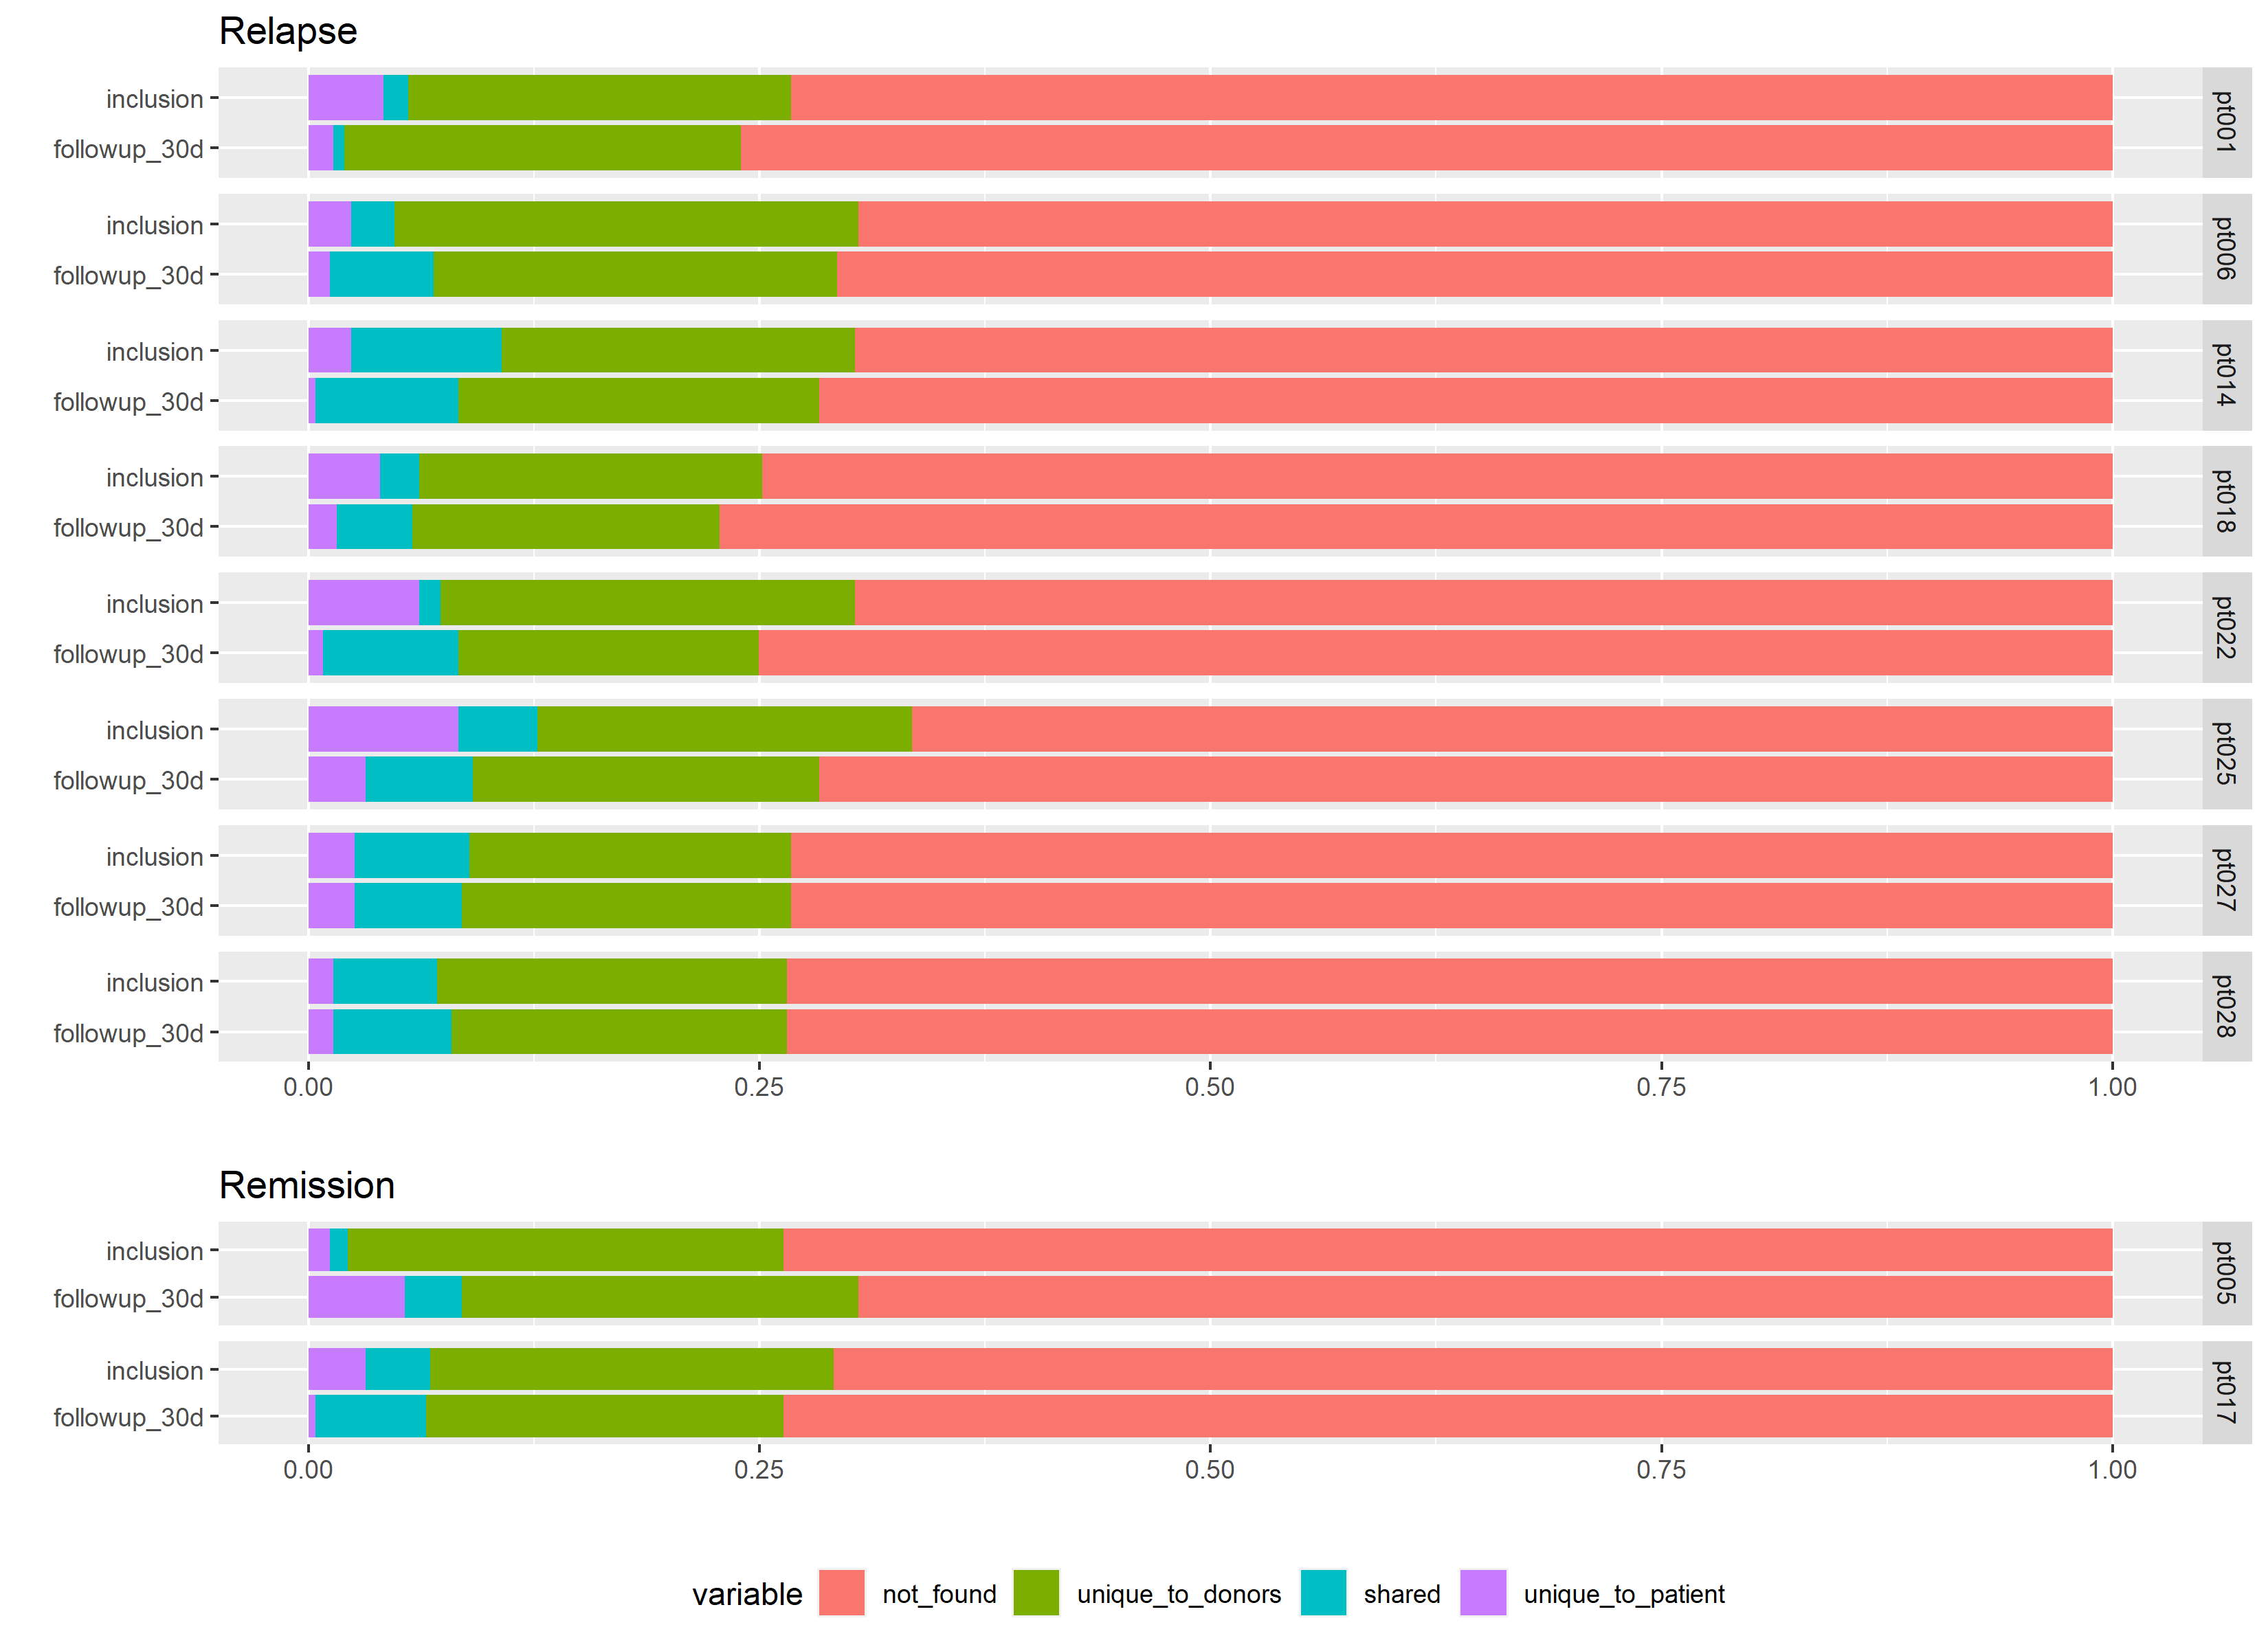 Relapse
inclusion
followup_30d
pt001
inclusion
followup_30d
pt006
inclusion
followup_30d
pt014
inclusion
followup_30d
pt018
inclusion
followup_30d
pt022
inclusion
followup_30d
pt025
inclusion
followup_30d
pt027
inclusion
followup_30d
pt028
0.00 0.25 0.50 0.75 1.00
Remission
inclusion
followup_30d
pt005
inclusion
followup_30d
pt017
0.00 0.25 0.50 0.75 1.00
variable not_found unique_to_donors shared unique_to_patient